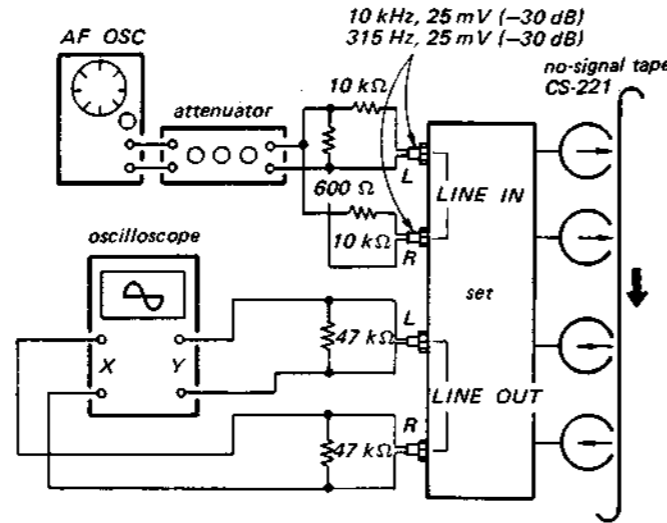 10 kHz, 25 mV (−30 dB)
315 Hz, 25 mV (−30 dB)
AF OSC
no-signal tape
CS-221
attenuator
10 kΩ
600 Ω
L
LINE IN
10 kΩ
R
oscilloscope
set
X
Y
47 kΩ
L
LINE OUT
R
47 kΩ